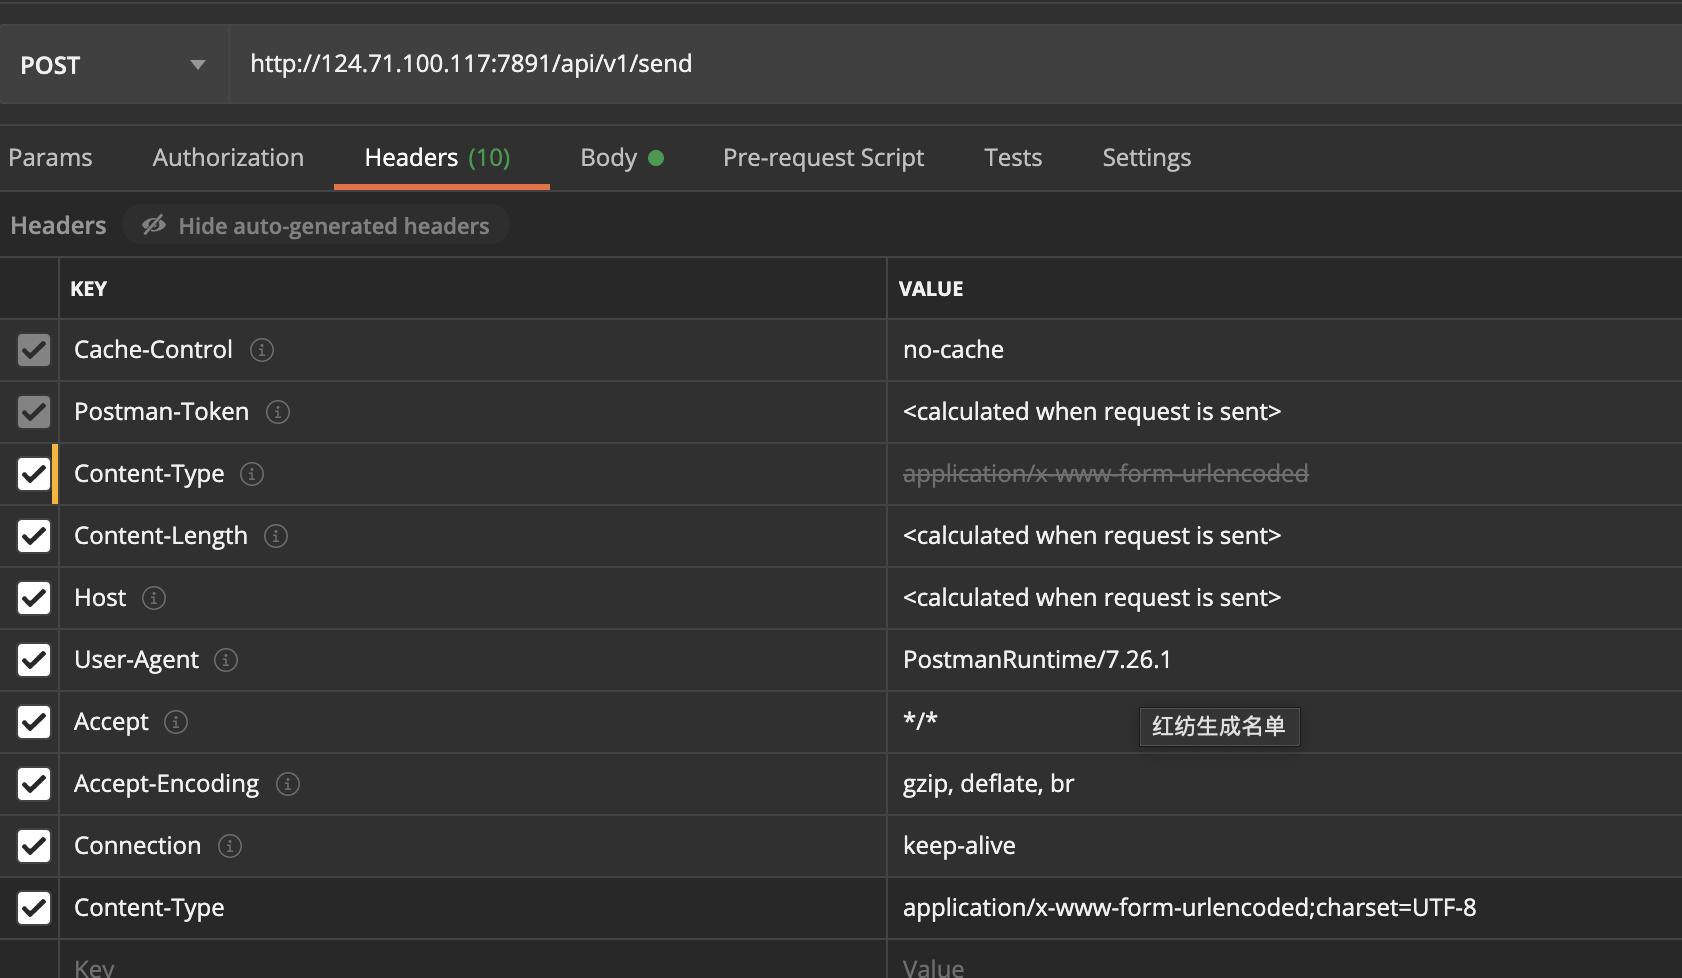 POST http://124.71.100.117:7891/api/v1/send
Params Authorization Headers (10) Body Pre-request Script Tests Settings
Headers Hide auto-generated headers
KEY VALUE
Cache-Control no-cache
Postman-Token <calculated when request is sent>
Content-Type application/x-www-form-urlencoded
Content-Length <calculated when request is sent>
Host <calculated when request is sent>
User-Agent PostmanRuntime/7.26.1
Accept */*
红纺生成名单
Accept-Encoding gzip, deflate, br
Connection keep-alive
Content-Type application/x-www-form-urlencoded;charset=UTF-8
Key Value